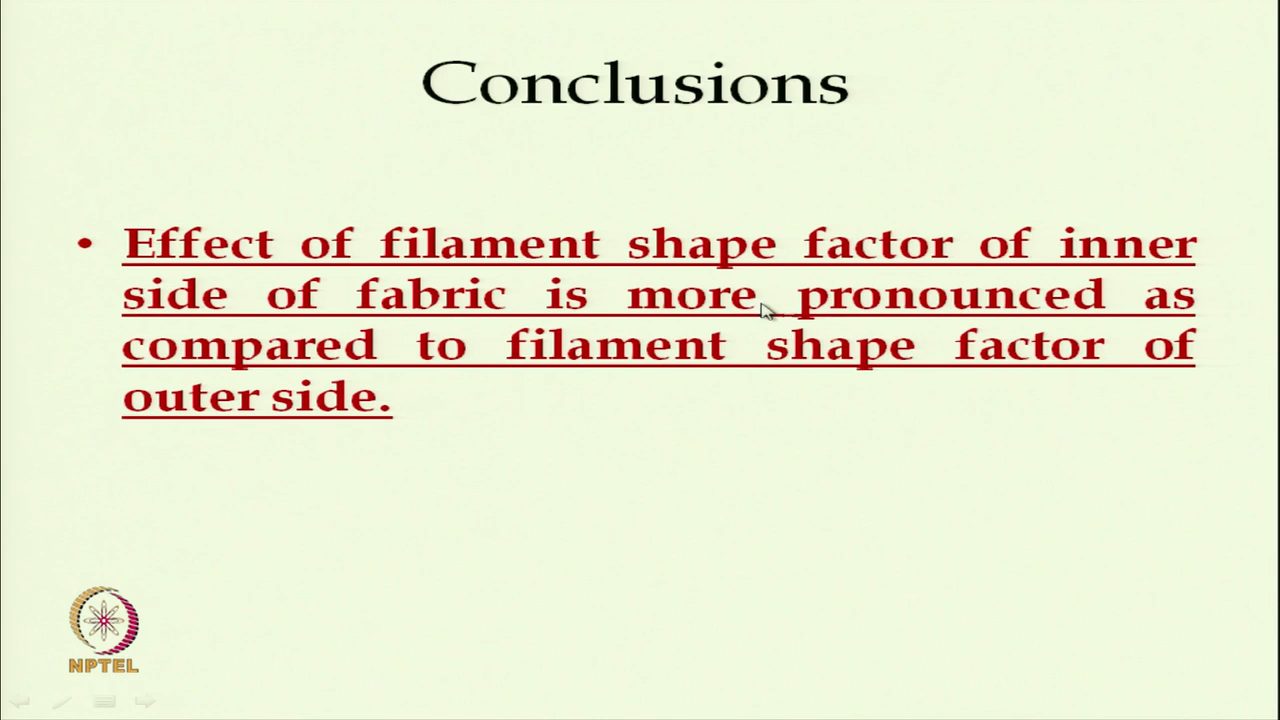 Conclusions
• Effect of filament shape factor of inner
side of fabric is more pronounced as
compared to filament shape factor of
outer side.
NPTEL